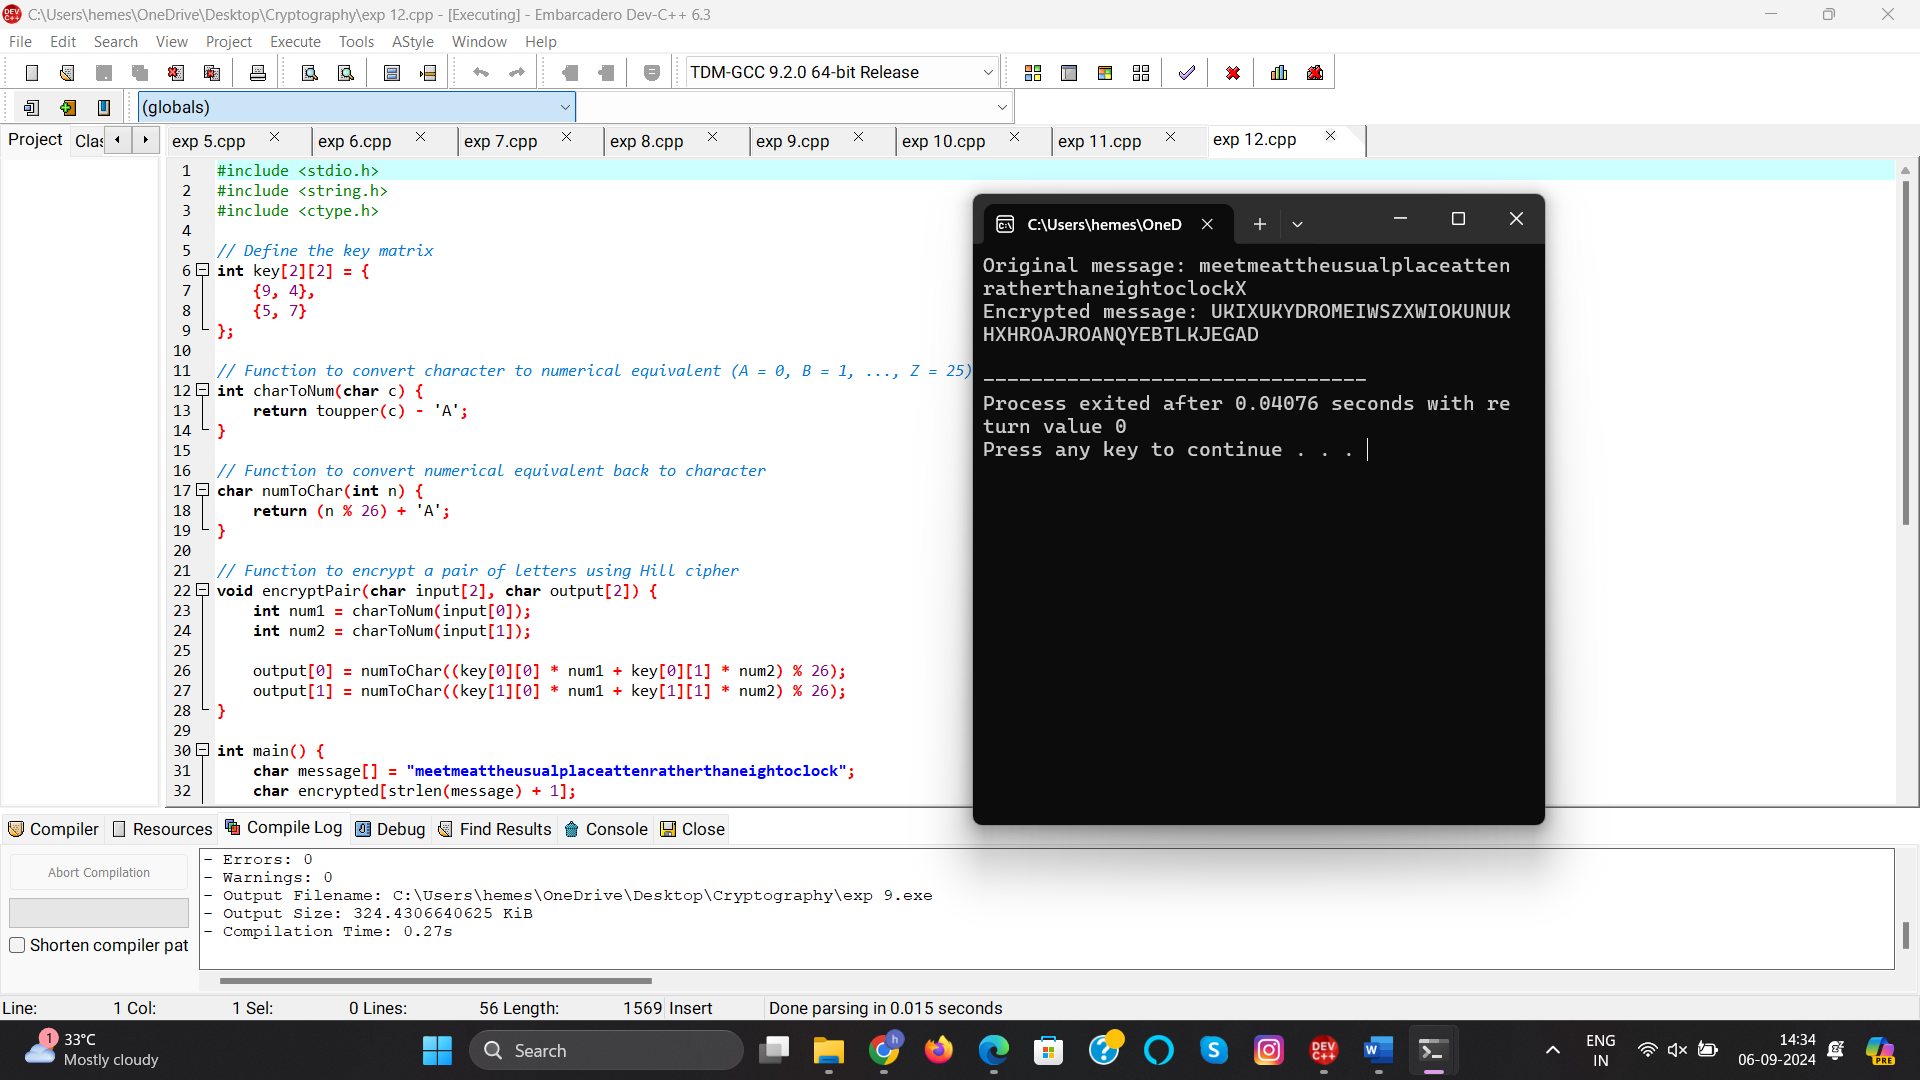 C:\Users\hemes\OneDrive\Desktop\Cryptography\exp 12.cpp - [Executing] - Embarcadero Dev-C++ 6.3
File Edit Search View Project Execute Tools AStyle Window Help
TDM-GCC 9.2.0 64-bit Release
(globals)
Project Clas exp 5.cpp exp 6.cpp exp 7.cpp exp 8.cpp exp 9.cpp exp 10.cpp exp 11.cpp exp 12.cpp
1 #include <stdio.h>
2 #include <string.h>
3 #include <ctype.h>
4
5 // Define the key matrix
6 int key[2][2] = {
7 {9, 4},
8 {5, 7}
9 };
10
11 // Function to convert character to numerical equivalent (A = 0, B = 1, ..., Z = 25)
12 int charToNum(char c) {
13 return toupper(c) - 'A';
14 }
15
16 // Function to convert numerical equivalent back to character
17 char numToChar(int n) {
18 return (n % 26) + 'A';
19 }
20
21 // Function to encrypt a pair of letters using Hill cipher
22 void encryptPair(char input[2], char output[2]) {
23 int num1 = charToNum(input[0]);
24 int num2 = charToNum(input[1]);
25
26 output[0] = numToChar((key[0][0] * num1 + key[0][1] * num2) % 26);
27 output[1] = numToChar((key[1][0] * num1 + key[1][1] * num2) % 26);
28 }
29
30 int main() {
31 char message[] = "meetmeattheusualplaceattenratherthaneightoclock";
32 char encrypted[strlen(message) + 1];
C:\Users\hemes\OneD
Original message: meetmeattheusualplaceatten
ratherthaneightoclockX
Encrypted message: UKIXUKYDROMEIWSZXWIOKUNUK
HXHROAJROANQYEBTLKJEGAD
--------------------------------
Process exited after 0.04076 seconds with re
turn value 0
Press any key to continue . . .
Compiler Resources Compile Log Debug Find Results Console Close
Abort Compilation
Shorten compiler pat
- Errors: 0
- Warnings: 0
- Output Filename: C:\Users\hemes\OneDrive\Desktop\Cryptography\exp 9.exe
- Output Size: 324.4306640625 KiB
- Compilation Time: 0.27s
Line: 1 Col: 1 Sel: 0 Lines: 56 Length: 1569 Insert Done parsing in 0.015 seconds
1 33°C
Mostly cloudy
Search
h
DEV C++
W
ENG
IN
14:34
06-09-2024
PRE